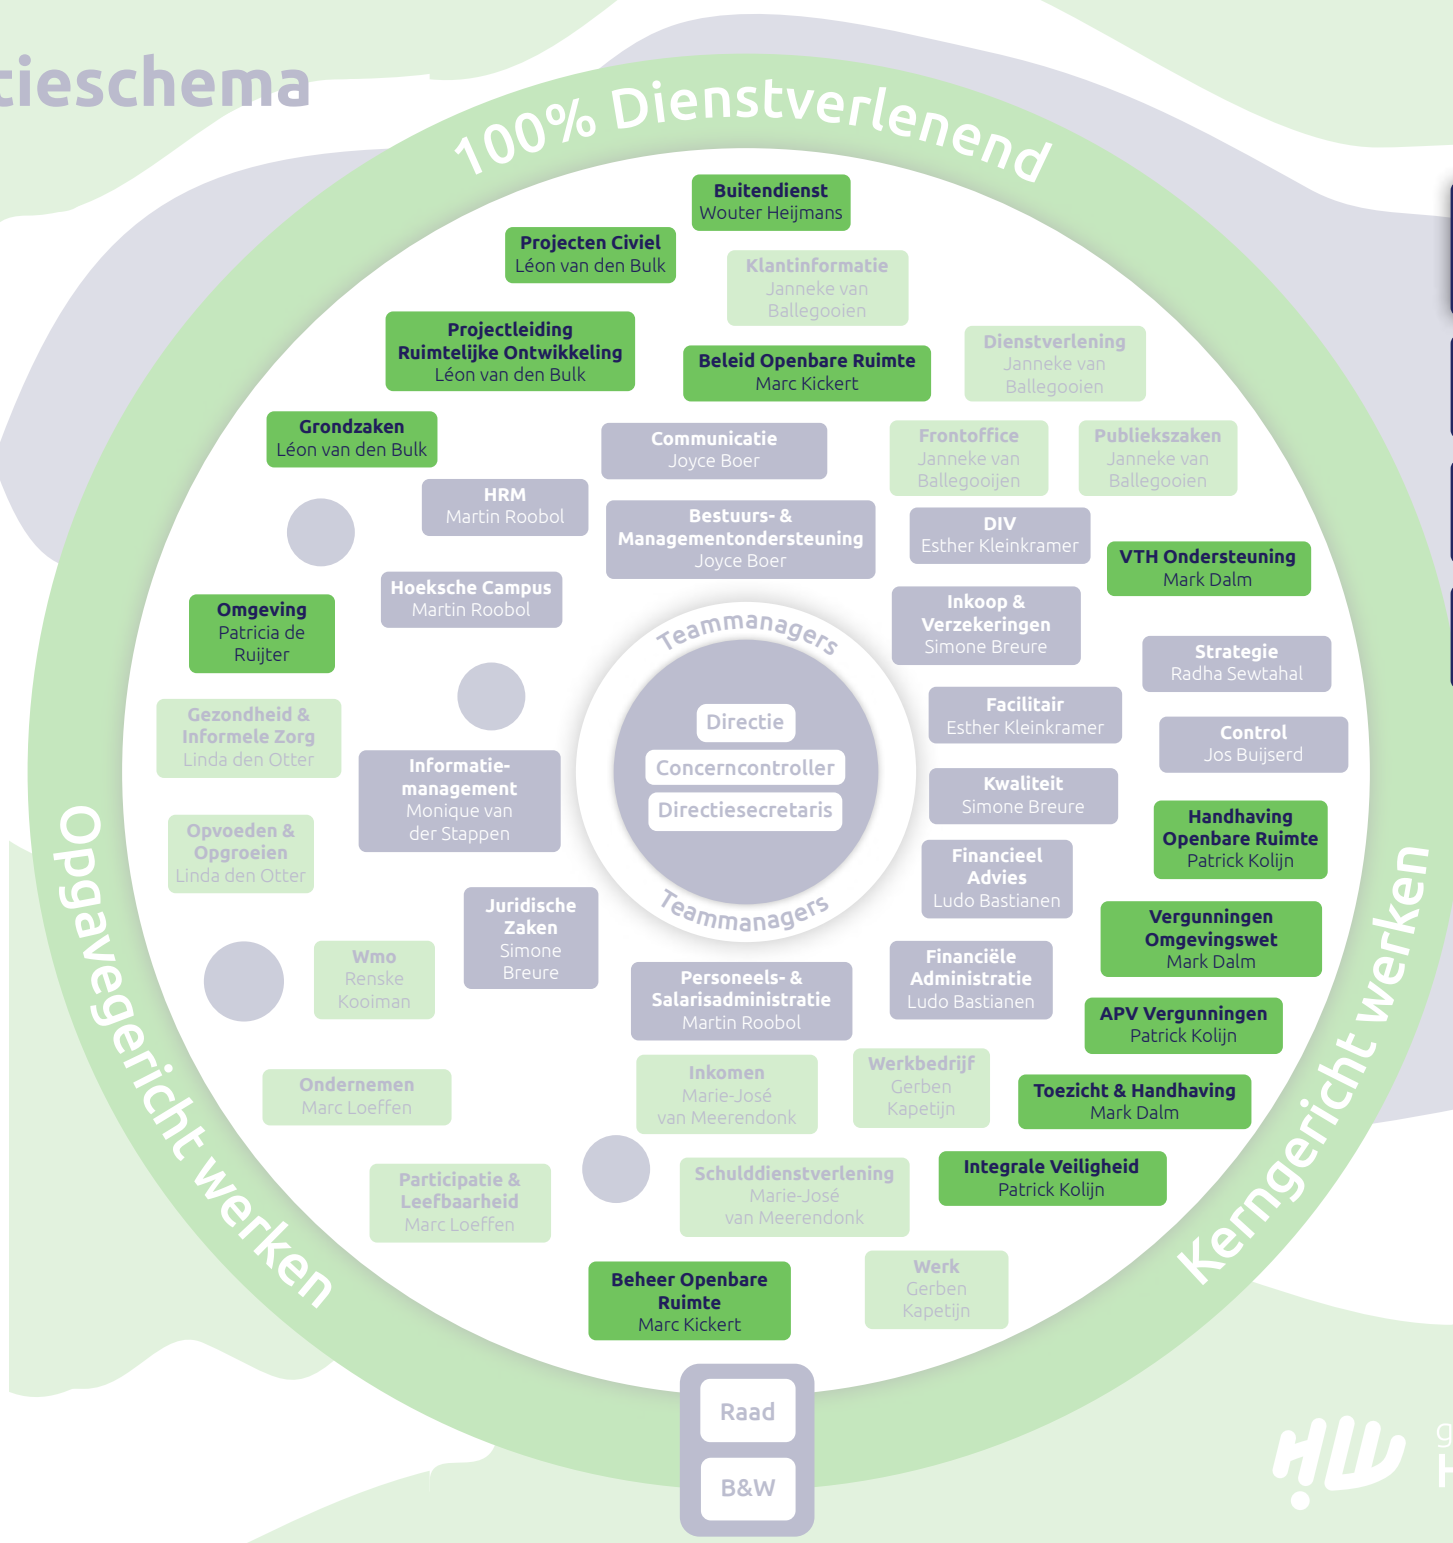 tieschema
100% Dienstverlenend
Buitendienst
Wouter Heijmans
Projecten Civiel
Léon van den Bulk
Klantinformatie
Janneke van
Ballegooien
Projectleiding
Ruimtelijke Ontwikkeling
Léon van den Bulk
Beleid Openbare Ruimte
Marc Kickert
Dienstverlening
Janneke van
Ballegooien
Grondzaken
Léon van den Bulk
Communicatie
Joyce Boer
Frontoffice
Janneke van
Ballegooijen
Publiekszaken
Janneke van
Ballegooien
HRM
Martin Roobol
Bestuurs- &
Managementondersteuning
Joyce Boer
DIV
Esther Kleinkramer
VTH Ondersteuning
Mark Dalm
Hoeksche Campus
Martin Roobol
Omgeving
Patricia de
Ruijter
Inkoop &
Verzekeringen
Simone Breure
Strategie
Radha Sewtahal
Teammanagers
Directie
Concerncontroller
Directiesecretaris
Teammanagers
Gezondheid &
Informele Zorg
Linda den Otter
Facilitair
Esther Kleinkramer
Control
Jos Buijserd
Informatie-
management
Monique van
der Stappen
Kwaliteit
Simone Breure
Handhaving
Openbare Ruimte
Patrick Kolijn
Opvoeden &
Opgroeien
Linda den Otter
Financieel
Advies
Ludo Bastianen
Juridische
Zaken
Simone
Breure
Vergunningen
Omgevingswet
Mark Dalm
Wmo
Renske
Kooiman
Personeels- &
Salarisadministratie
Martin Roobol
Financiële
Administratie
Ludo Bastianen
APV Vergunningen
Patrick Kolijn
Ondernemen
Marc Loeffen
Inkomen
Marie-José
van Meerendonk
Werkbedrijf
Gerben
Kapetijn
Toezicht & Handhaving
Mark Dalm
Participatie &
Leefbaarheid
Marc Loeffen
Schulddienstverlening
Marie-José
van Meerendonk
Integrale Veiligheid
Patrick Kolijn
Beheer Openbare
Ruimte
Marc Kickert
Werk
Gerben
Kapetijn
Opgavegericht werken
Kerngericht werken
Raad
B&W
HW
g
H